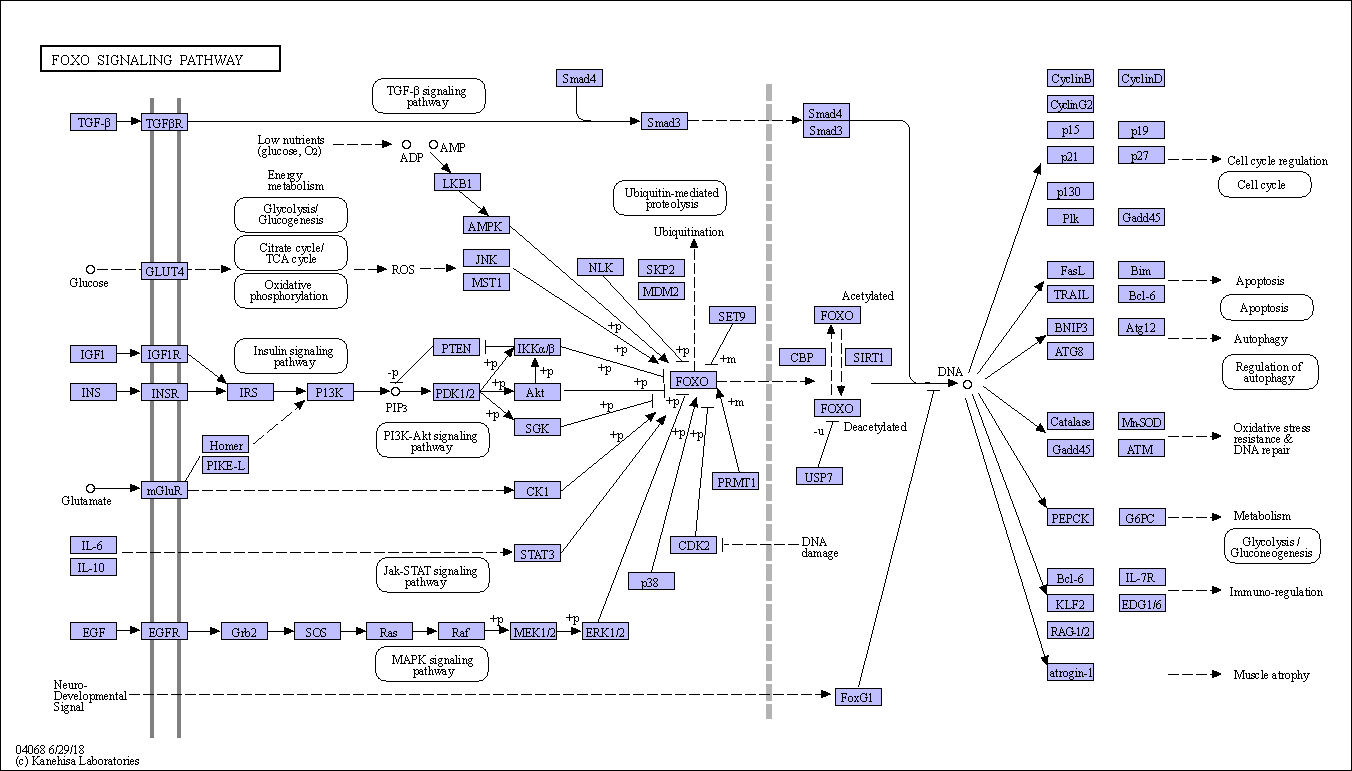 FOXO SIGNALING PATHWAY
TGF-β signaling
pathway
Smad4
TGF-β
TGFβR
Smad3
Smad4
Smad3
Low nutrients
(glucose, O2)
ADP
AMP
LKB1
AMPK
Energy
metabolism
Glycolysis/
Glucogenesis
Citrate cycle/
TCA cycle
Oxidative
phosphorylation
Glucose
GLUT4
ROS
JNK
MST1
NLK
Ubiquitin-mediated
proteolysis
Ubiquitination
SKP2
MDM2
SET9
+p
+p
+m
Acetylated
FOXO
CBP
SIRT1
FOXO
Deacetylated
-u
USP7
IGF1
IGF1R
Insulin signaling
pathway
PTEN
IKKα/β
+p
+p
INS
INSR
IRS
P13K
-p
PIP3
PDK1/2
+p
+p
Akt
+p
+p
SGK
+p
+p
FOXO
+p
+p
+p
+m
PI3K-Akt signaling
pathway
Homer
PIKE-L
Glutamate
mGluR
CK1
PRMT1
IL-6
IL-10
STAT3
Jak-STAT signaling
pathway
CDK2
DNA
damage
p38
EGF
EGFR
Grb2
SOS
Ras
Raf
+p
MEK1/2
+p
ERK1/2
MAPK signaling
pathway
Neuro-
Developmental
Signal
FoxG1
DNA
CyclinB
CyclinD
CyclinG2
p15
p19
p21
p27
Cell cycle regulation
Cell cycle
p130
Plk
Gadd45
FasL
Bim
Apoptosis
TRAIL
Bcl-6
Apoptosis
BNIP3
Atg12
Autophagy
ATG8
Regulation of
autophagy
Catalase
Mn-SOD
Oxidative stress
resistance &
DNA repair
Gadd45
ATM
PEPCK
G6PC
Metabolism
Glycolysis /
Gluconeogenesis
Bcl-6
IL-7R
Immuno-regulation
KLF2
EDG1/6
RAG-1/2
atrogin-1
Muscle atrophy
04068 6/29/18
(c) Kanehisa Laboratories